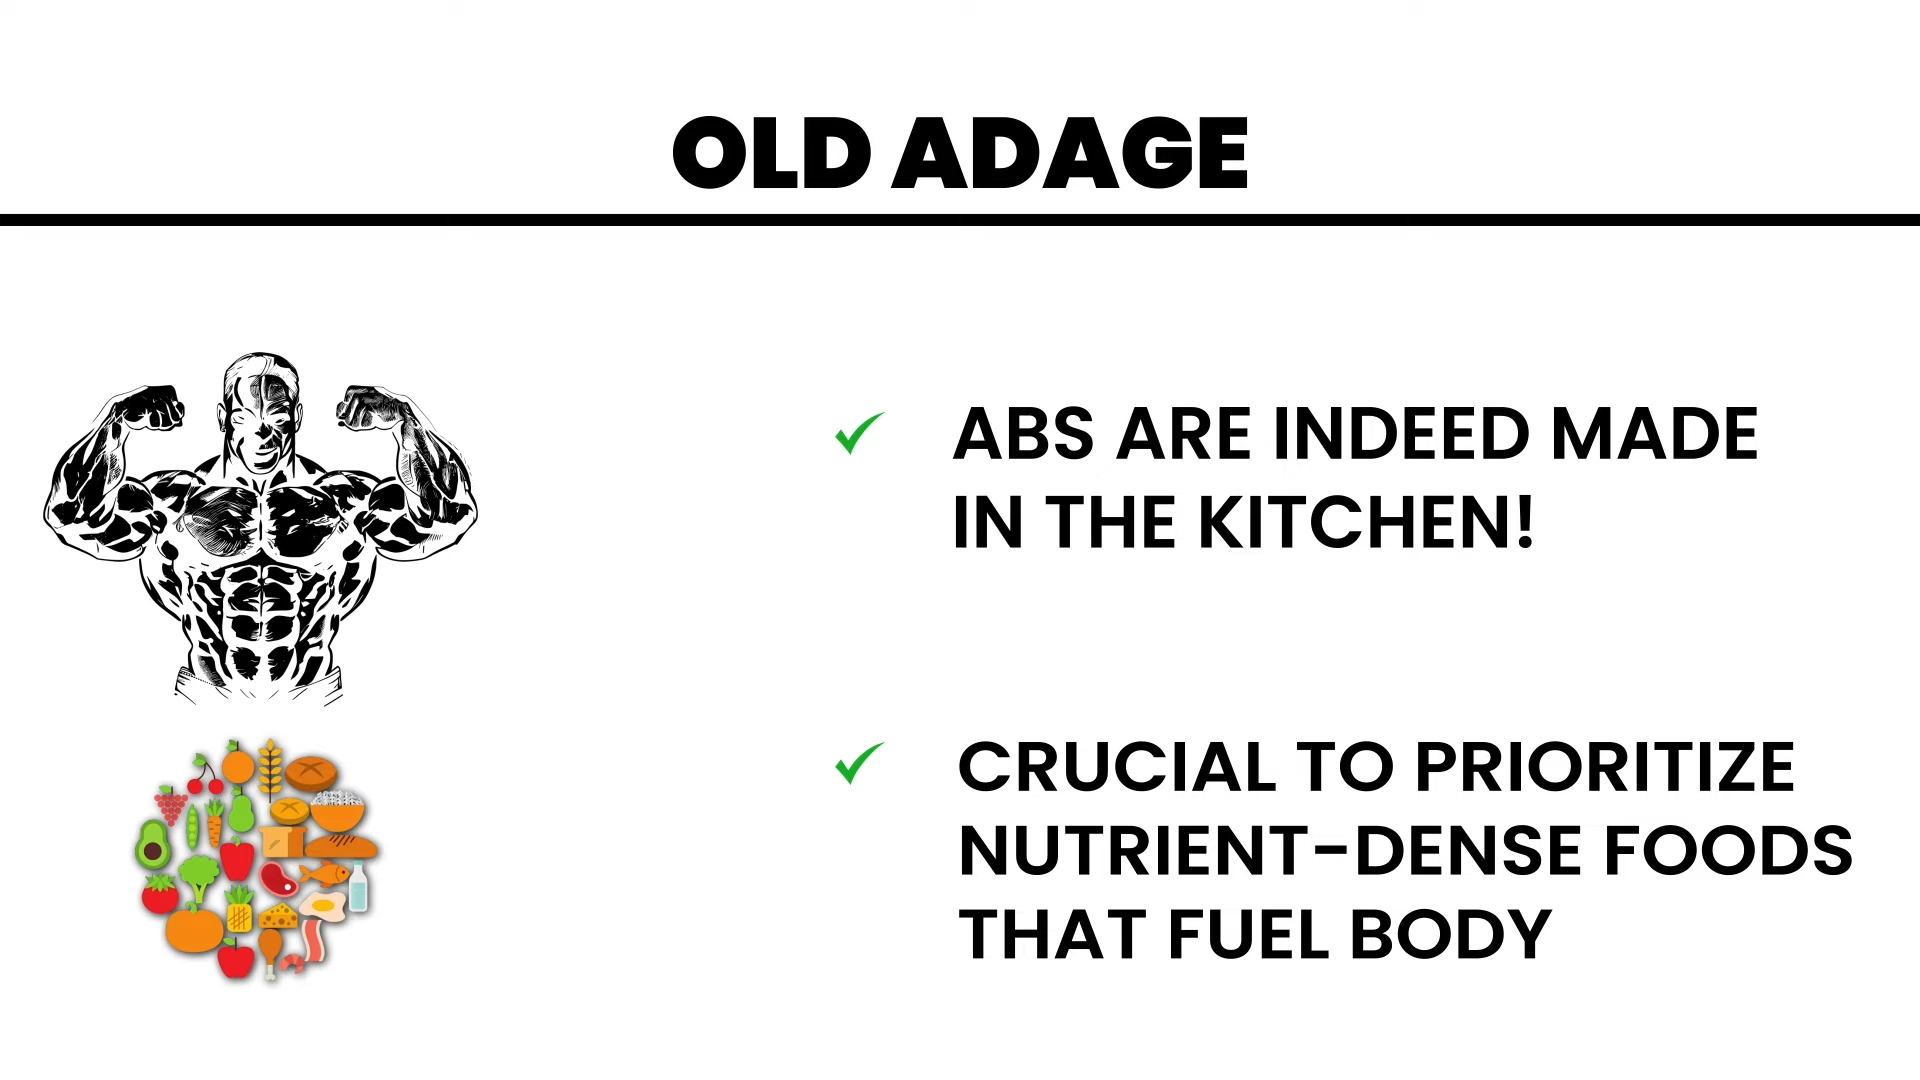 OLD ADAGE
ABS ARE INDEED MADE
IN THE KITCHEN!
CRUCIAL TO PRIORITIZE
NUTRIENT-DENSE FOODS
THAT FUEL BODY